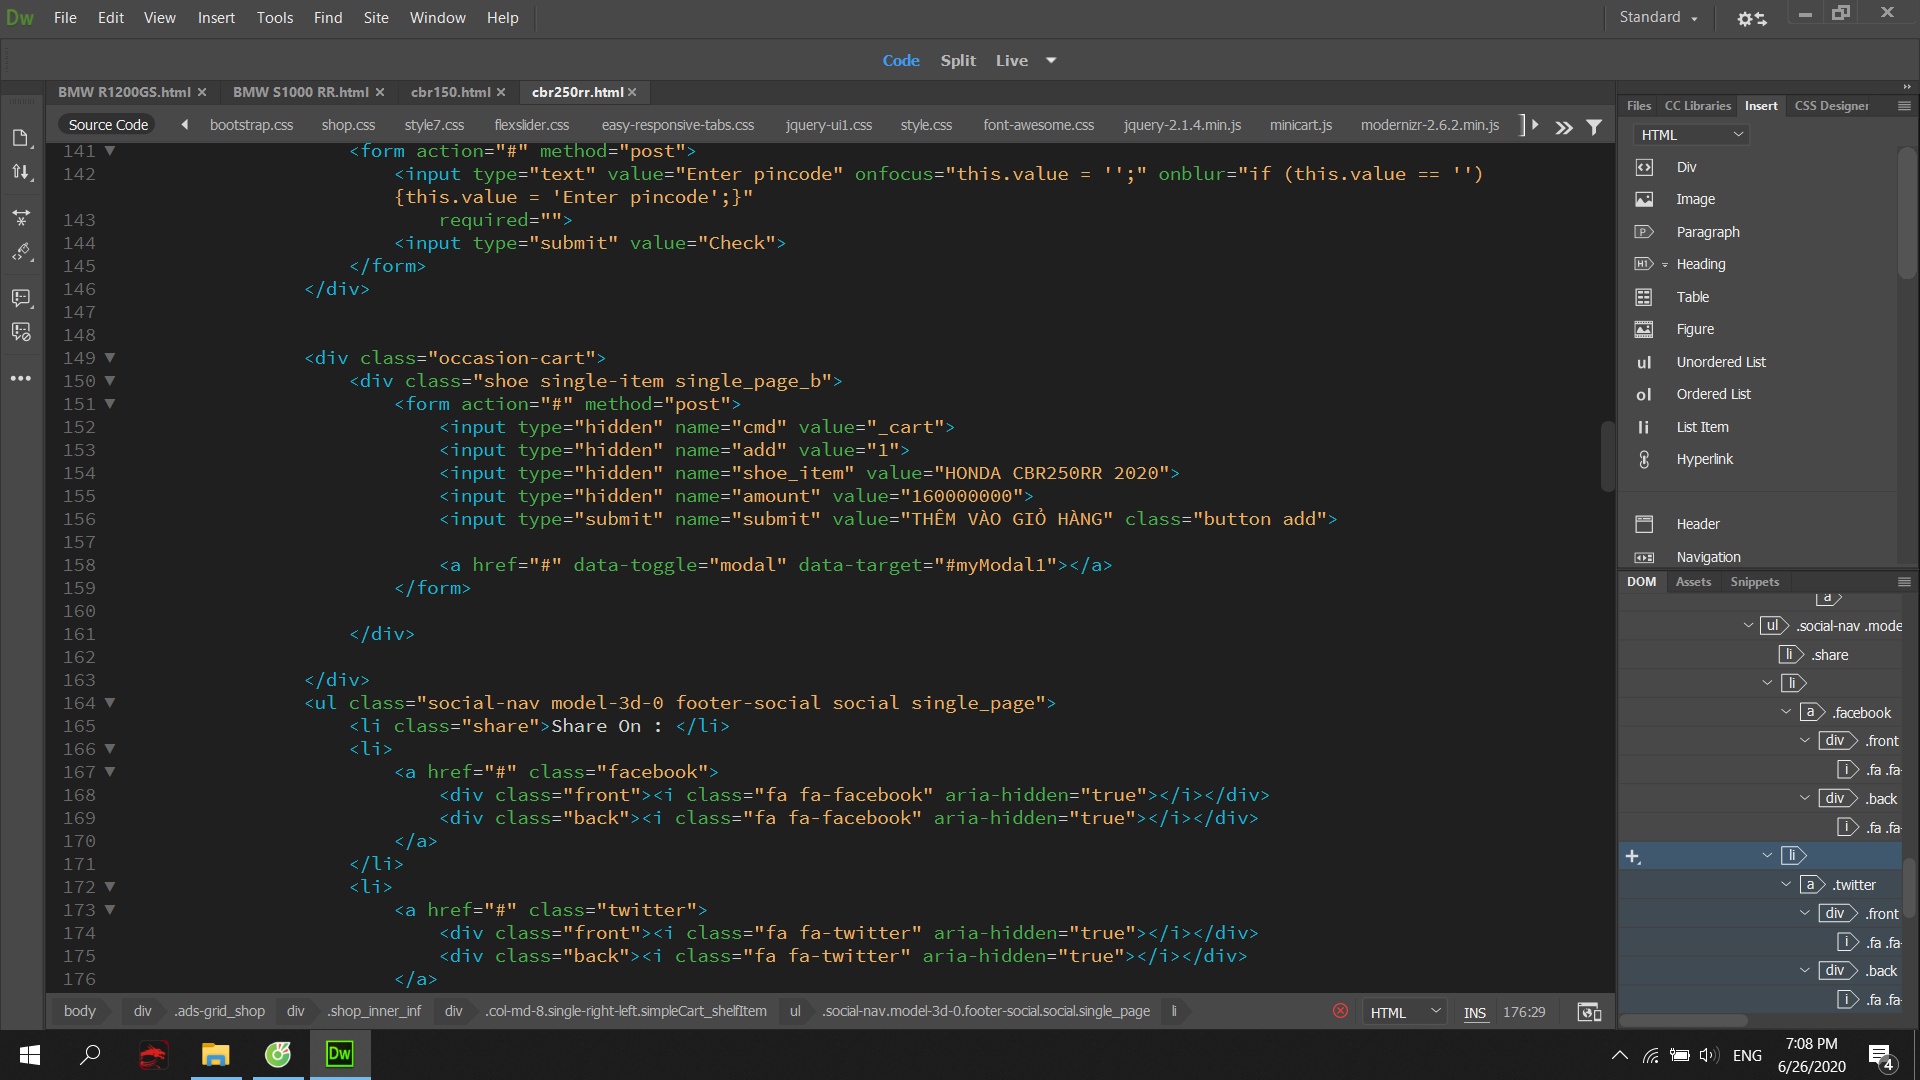 Dw File Edit View Insert Tools Find Site Window Help Standard
Code Split Live
BMW R1200GS.html BMW S1000 RR.html cbr150.html cbr250rr.html
Source Code bootstrap.css shop.css style7.css flexslider.css easy-responsive-tabs.css jquery-ui1.css style.css font-awesome.css jquery-2.1.4.min.js minicart.js modernizr-2.6.2.min.js
141 <form action="#" method="post">
142 <input type="text" value="Enter pincode" onfocus="this.value = '';" onblur="if (this.value == '')
{this.value = 'Enter pincode';}"
143 required="">
144 <input type="submit" value="Check">
145 </form>
146 </div>
147
148
149 <div class="occasion-cart">
150 <div class="shoe single-item single_page_b">
151 <form action="#" method="post">
152 <input type="hidden" name="cmd" value="_cart">
153 <input type="hidden" name="add" value="1">
154 <input type="hidden" name="shoe_item" value="HONDA CBR250RR 2020">
155 <input type="hidden" name="amount" value="160000000">
156 <input type="submit" name="submit" value="THÊM VÀO GIỎ HÀNG" class="button add">
157
158 <a href="#" data-toggle="modal" data-target="#myModal1"></a>
159 </form>
160
161 </div>
162
163 </div>
164 <ul class="social-nav model-3d-0 footer-social social single_page">
165 <li class="share">Share On : </li>
166 <li>
167 <a href="#" class="facebook">
168 <div class="front"><i class="fa fa-facebook" aria-hidden="true"></i></div>
169 <div class="back"><i class="fa fa-facebook" aria-hidden="true"></i></div>
170 </a>
171 </li>
172 <li>
173 <a href="#" class="twitter">
174 <div class="front"><i class="fa fa-twitter" aria-hidden="true"></i></div>
175 <div class="back"><i class="fa fa-twitter" aria-hidden="true"></i></div>
176 </a>
body div .ads-grid_shop div .shop_inner_inf div .col-md-8.single-right-left.simpleCart_shelfItem ul .social-nav.model-3d-0.footer-social.social.single_page li HTML INS 176:29
Files CC Libraries Insert CSS Designer
HTML
Div
Image
P Paragraph
H1 Heading
Table
Figure
ul Unordered List
ol Ordered List
li List Item
Hyperlink
Header
Navigation
DOM Assets Snippets
a
ul .social-nav .mode
li .share
li
a .facebook
div .front
i .fa .fa-
div .back
i .fa .fa-
li
a .twitter
div .front
i .fa .fa-
div .back
i .fa .fa-
Dw ENG 7:08 PM
6/26/2020 4